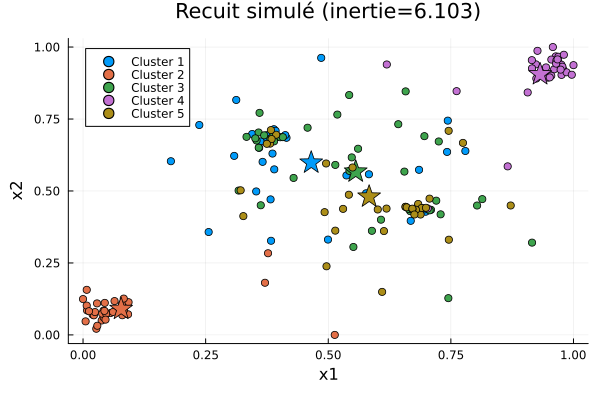 Recuit simulé (inertie=6.103)
1.00
0.75
0.50
0.25
0.00
x2
Cluster 1
Cluster 2
Cluster 3
Cluster 4
Cluster 5
0.00 0.25 0.50 0.75 1.00
x1